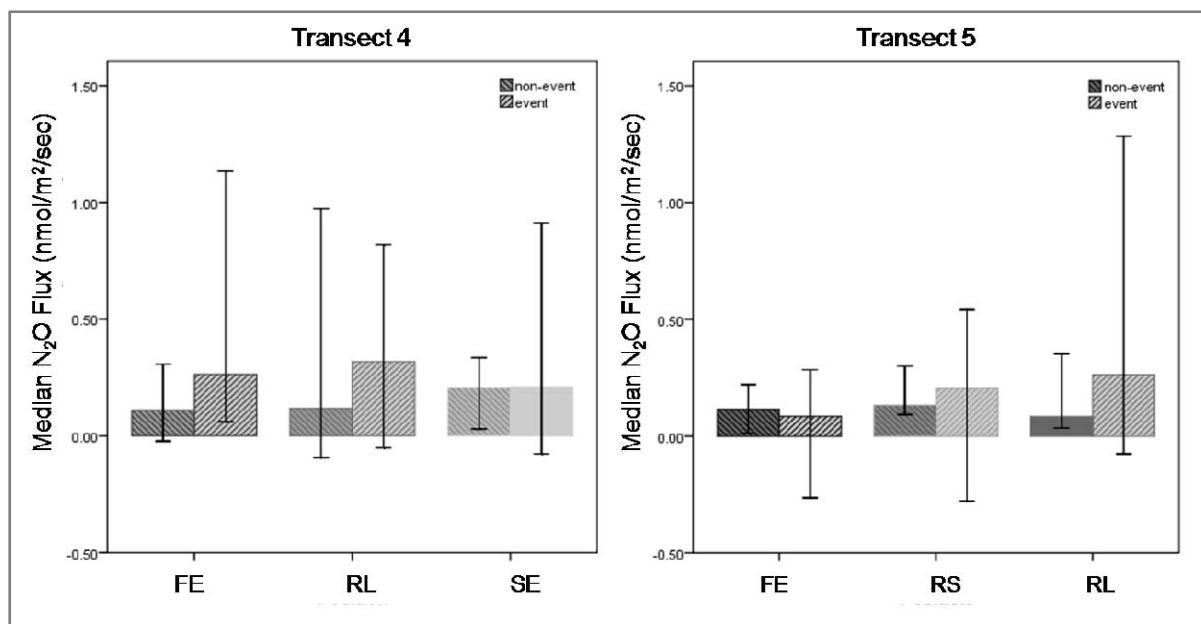 Transect 4
non-event
event
Median N₂O Flux (nmol/m²/sec)
1.50
1.00
0.50
0.00
-0.50
FE RL SE
Transect 5
non-event
event
Median N₂O Flux (nmol/m²/sec)
1.50
1.00
0.50
0.00
-0.50
FE RS RL